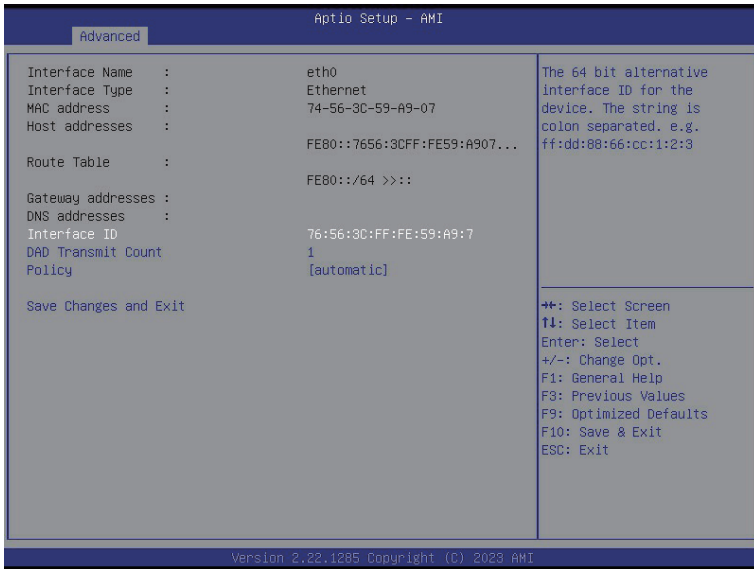 Aptio Setup - AMI
Advanced
Interface Name : eth0
Interface Type : Ethernet
MAC address : 74-56-3C-59-A9-07
Host addresses :
FE80::7656:3CFF:FE59:A907...
Route Table :
FE80::/64 >>::
Gateway addresses :
DNS addresses :
Interface ID 76:56:3C:FF:FE:59:A9:7
DAD Transmit Count 1
Policy [automatic]
Save Changes and Exit
The 64 bit alternative
interface ID for the
device. The string is
colon separated. e.g.
ff:dd:88:66:cc:1:2:3
→←: Select Screen
↑↓: Select Item
Enter: Select
+/-: Change Opt.
F1: General Help
F3: Previous Values
F9: Optimized Defaults
F10: Save & Exit
ESC: Exit
Version 2.22.1285 Copyright (C) 2023 AMI